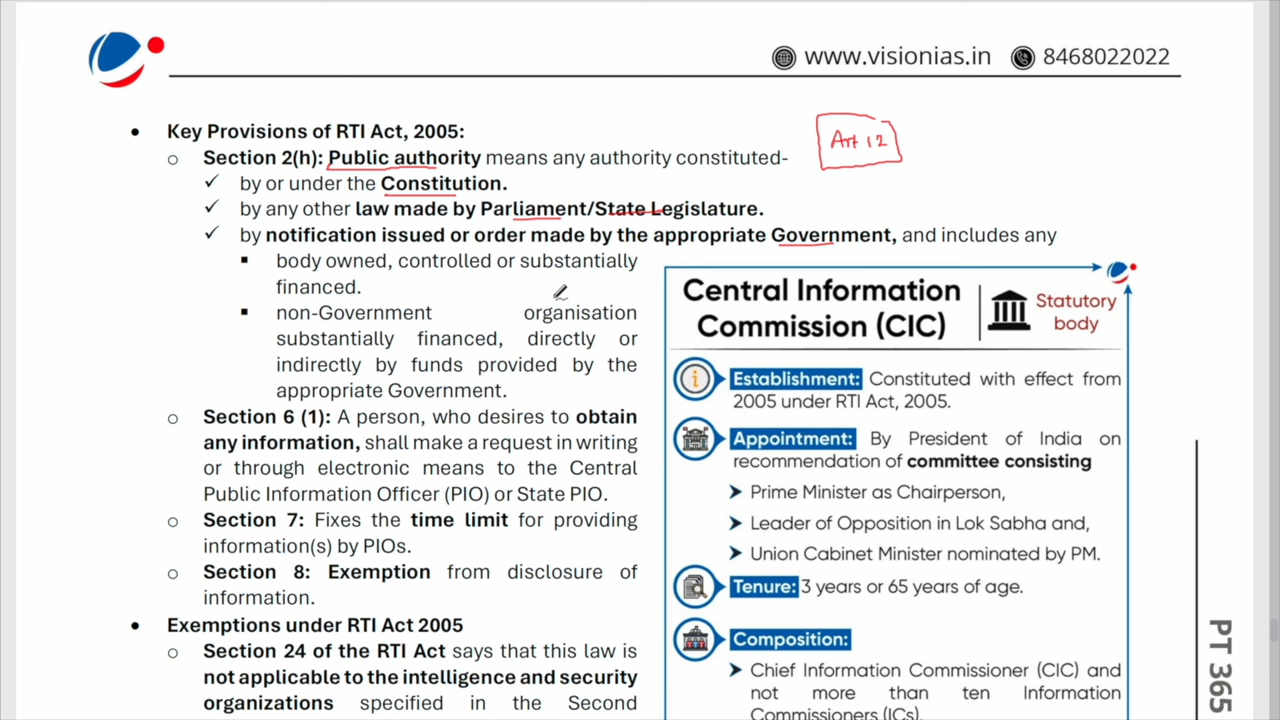 www.visionias.in 8468022022
Key Provisions of RTI Act, 2005:
Art 12
Section 2(h): Public authority means any authority constituted-
by or under the Constitution.
by any other law made by Parliament/State Legislature.
by notification issued or order made by the appropriate Government, and includes any
body owned, controlled or substantially
financed.
non-Government organisation
substantially financed, directly or
indirectly by funds provided by the
appropriate Government.
Section 6 (1): A person, who desires to obtain
any information, shall make a request in writing
or through electronic means to the Central
Public Information Officer (PIO) or State PIO.
Section 7: Fixes the time limit for providing
information(s) by PIOs.
Section 8: Exemption from disclosure of
information.
Exemptions under RTI Act 2005
Section 24 of the RTI Act says that this law is
not applicable to the intelligence and security
organizations specified in the Second
Central Information
Commission (CIC)
Statutory
body
Establishment: Constituted with effect from
2005 under RTI Act, 2005.
Appointment: By President of India on
recommendation of committee consisting
Prime Minister as Chairperson,
Leader of Opposition in Lok Sabha and,
Union Cabinet Minister nominated by PM.
Tenure: 3 years or 65 years of age.
Composition:
Chief Information Commissioner (CIC) and
not more than ten Information
Commissioners (ICs).
PT 365